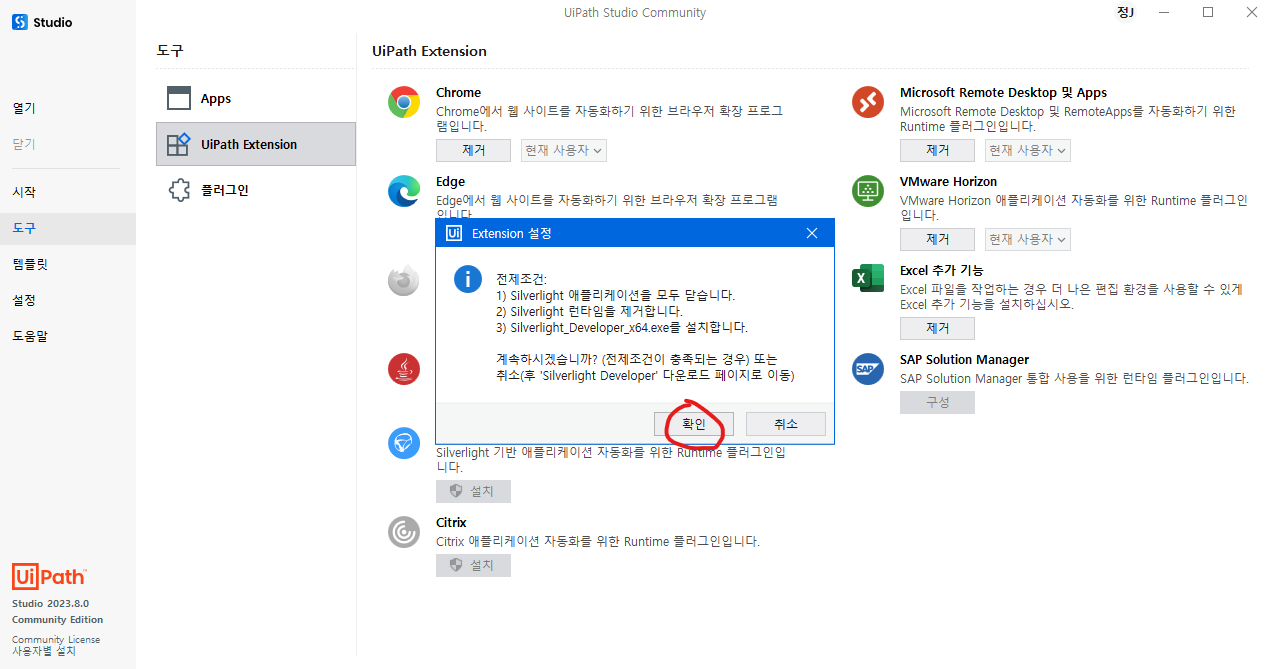 Studio
UiPath Studio Community
정J
열기
닫기
시작
도구
템플릿
설정
도움말
UiPath™
Studio 2023.8.0
Community Edition
Community License
사용자별 설치
도구
Apps
UiPath Extension
플러그인
UiPath Extension
Chrome
Chrome에서 웹 사이트를 자동화하기 위한 브라우저 확장 프로그
램입니다.
제거
현재 사용자
Edge
Edge에서 웹 사이트를 자동화하기 위한 브라우저 확장 프로그램
입니다.
Ui
Extension 설정
전제조건:
1) Silverlight 애플리케이션을 모두 닫습니다.
2) Silverlight 런타임을 제거합니다.
3) Silverlight_Developer_x64.exe를 설치합니다.
계속하시겠습니까? (전제조건이 충족되는 경우) 또는
취소(후 'Silverlight Developer' 다운로드 페이지로 이동)
확인
취소
Silverlight 기반 애플리케이션 자동화를 위한 Runtime 플러그인입
니다.
설치
Citrix
Citrix 애플리케이션 자동화를 위한 Runtime 플러그인입니다.
설치
Microsoft Remote Desktop 및 Apps
Microsoft Remote Desktop 및 RemoteApps를 자동화하기 위한
Runtime 플러그인입니다.
제거
현재 사용자
VMware Horizon
VMware Horizon 애플리케이션 자동화를 위한 Runtime 플러그인
입니다.
제거
현재 사용자
X
Excel 추가 기능
Excel 파일을 작업하는 경우 더 나은 편집 환경을 사용할 수 있게
Excel 추가 기능을 설치하십시오.
제거
SAP
SAP Solution Manager
SAP Solution Manager 통합 사용을 위한 런타임 플러그인입니다.
구성